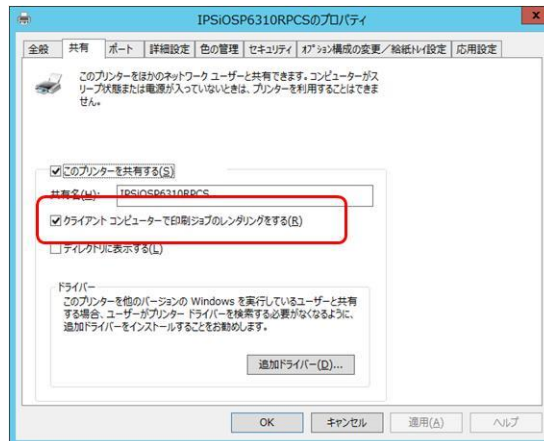 IPSiOSP6310RPCSのプロパティ
x
全般 共有 ポート 詳細設定 色の管理 セキュリティ ｵﾌﾟｼｮﾝ構成の変更／給紙ﾄﾚｲ設定 応用設定
このプリンターをほかのネットワーク ユーザーと共有できます。コンピューターがス
リープ状態または電源が入っていないときは、プリンターを利用することはできま
せん。
このプリンターを共有する(S)
共有名(H): IPSiOSP6310RPCS
クライアント コンピューターで印刷ジョブのレンダリングをする(R)
ディレクトリに表示する(L)
ドライバー
このプリンターを他のバージョンの Windows を実行しているユーザーと共有
する場合、ユーザーがプリンター ドライバーを検索する必要がなくなるように、
追加ドライバーをインストールすることをお勧めします。
追加ドライバー(D)...
OK キャンセル 適用(A) ヘルプ